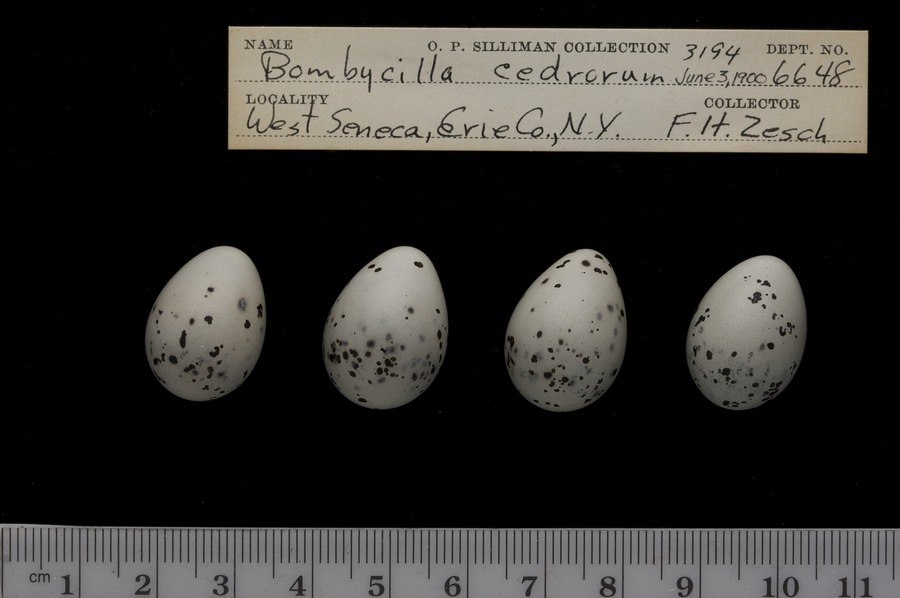 NAME O. P. SILLIMAN COLLECTION 3194 DEPT. NO.
Bombycilla cedrorum June 3, 1900 6648
LOCALITY COLLECTOR
West Seneca, Erie Co., N.Y. F. H. Zesch
cm 1 2 3 4 5 6 7 8 9 10 11